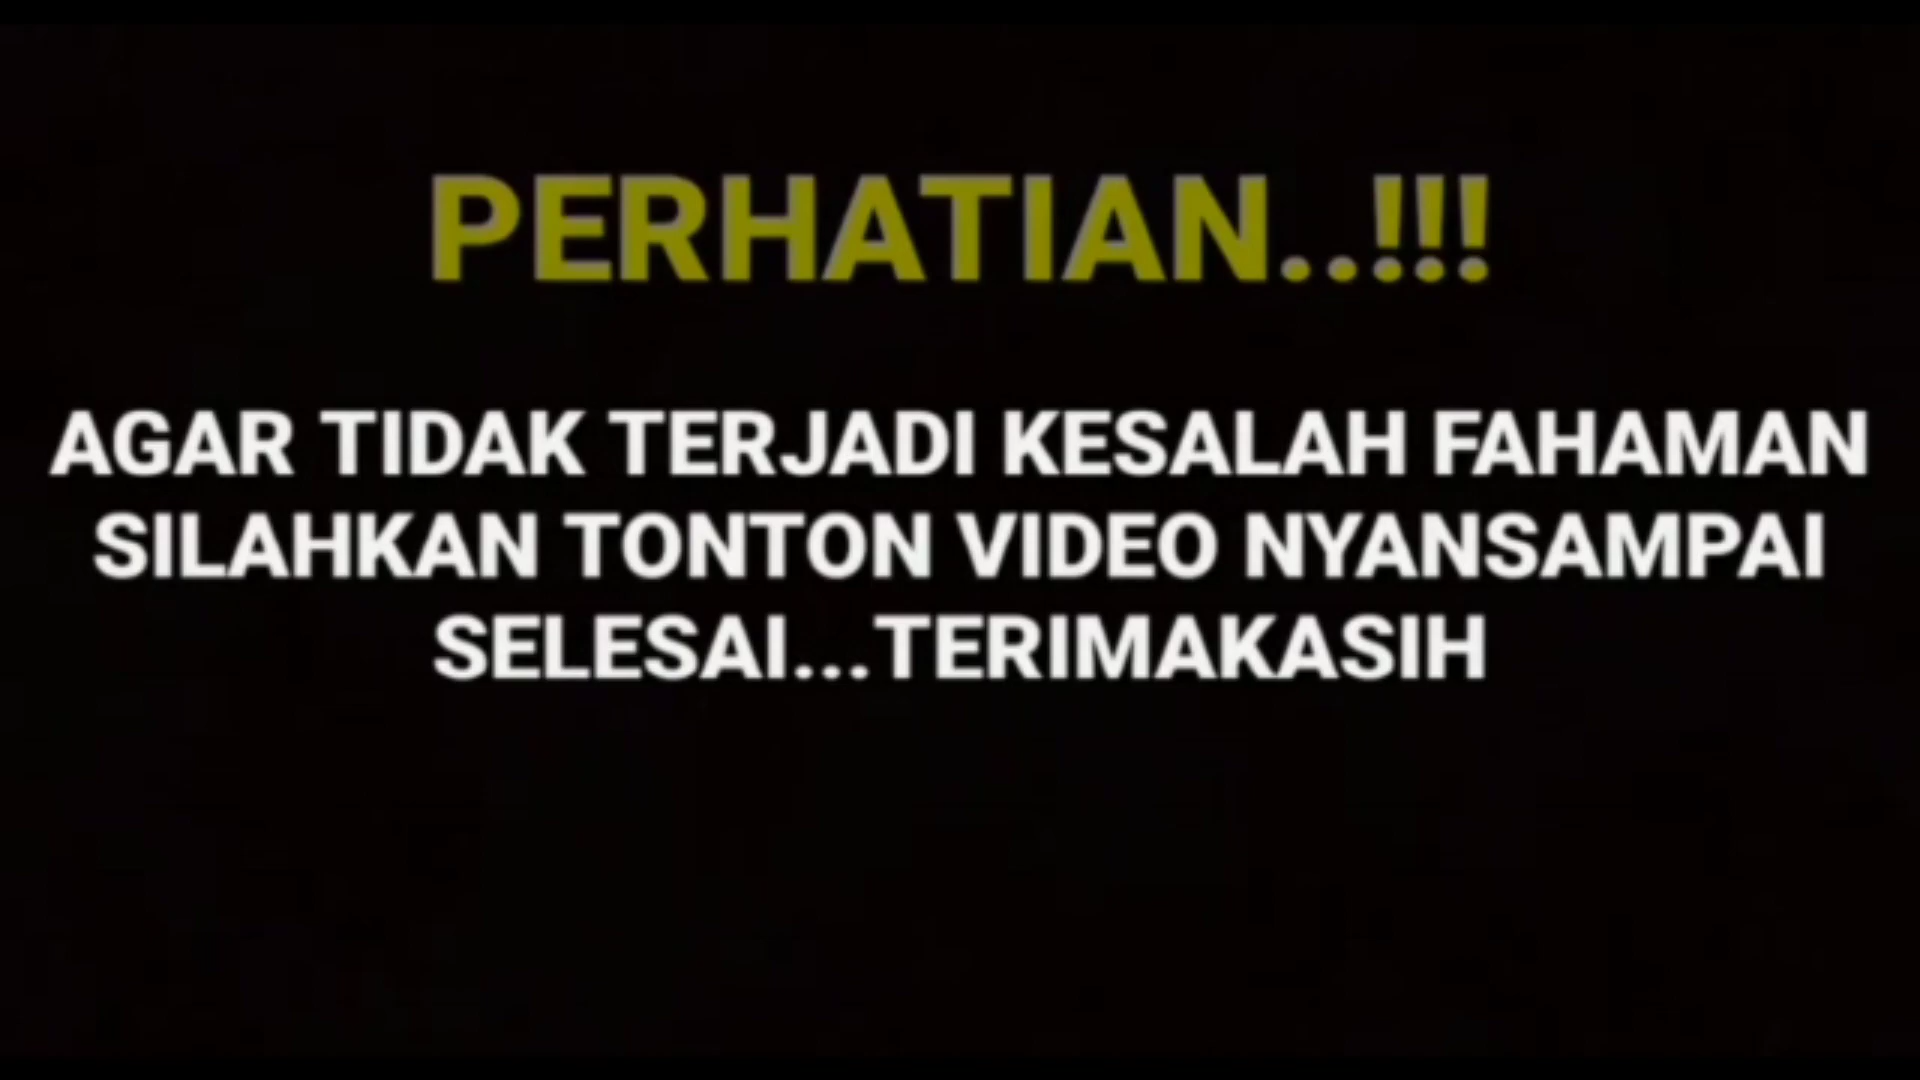 PERHATIAN..!!!
AGAR TIDAK TERJADI KESALAH FAHAMAN
SILAHKAN TONTON VIDEO NYANSAMPAI
SELESAI...TERIMAKASIH